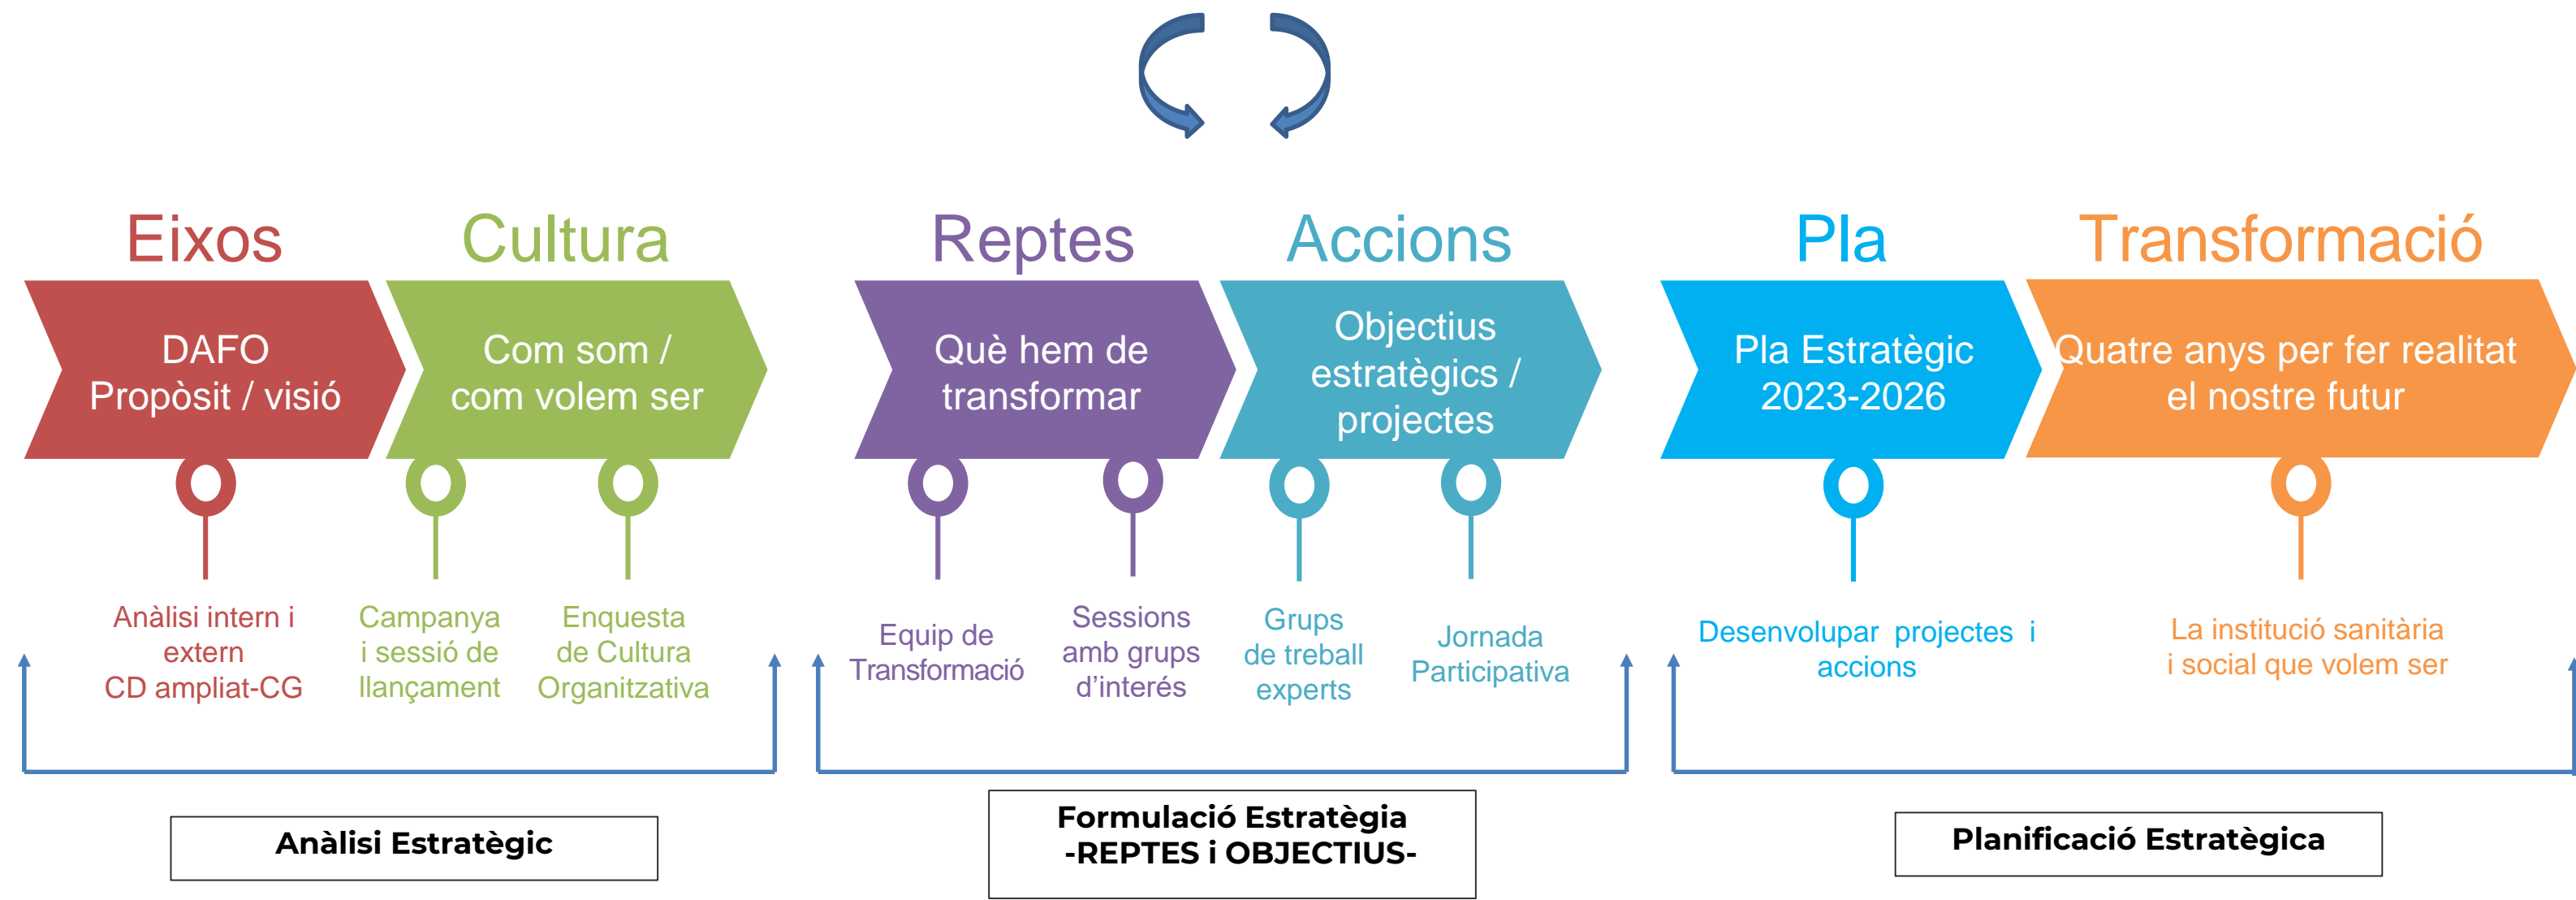 Eixos
DAFO
Propòsit / visió
Anàlisi intern i
extern
CD ampliat-CG
Cultura
Com som /
com volem ser
Campanya
i sessió de
llançament
Enquesta
de Cultura
Organitzativa
Anàlisi Estratègic
Reptes
Què hem de
transformar
Equip de
Transformació
Sessions
amb grups
d'interés
Accions
Objectius
estratègics /
projectes
Grups
de treball
experts
Jornada
Participativa
Formulació Estratègia
-REPTES i OBJECTIUS-
Pla
Pla Estratègic
2023-2026
Desenvolupar projectes i
accions
Transformació
Quatre anys per fer realitat
el nostre futur
La institució sanitària
i social que volem ser
Planificació Estratègica